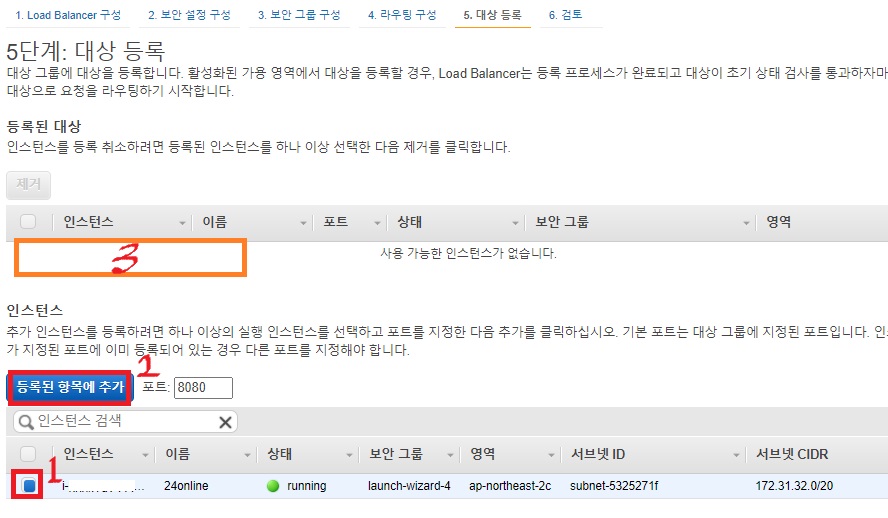 1. Load Balancer 구성 2. 보안 설정 구성 3. 보안 그룹 구성 4. 라우팅 구성 5. 대상 등록 6. 검토
5단계: 대상 등록
대상 그룹에 대상을 등록합니다. 활성화된 가용 영역에서 대상을 등록할 경우, Load Balancer는 등록 프로세스가 완료되고 대상이 초기 상태 검사를 통과하자마
대상으로 요청을 라우팅하기 시작합니다.
등록된 대상
인스턴스를 등록 취소하려면 등록된 인스턴스를 하나 이상 선택한 다음 제거를 클릭합니다.
제거
인스턴스 이름 포트 상태 보안 그룹 영역
3 사용 가능한 인스턴스가 없습니다.
인스턴스
추가 인스턴스를 등록하려면 하나 이상의 실행 인스턴스를 선택하고 포트를 지정한 다음 추가를 클릭하십시오. 기본 포트는 대상 그룹에 지정된 포트입니다. 인
가 지정된 포트에 이미 등록되어 있는 경우 다른 포트를 지정해야 합니다.
등록된 항목에 추가 2 포트: 8080
인스턴스 검색
인스턴스 이름 상태 보안 그룹 영역 서브넷 ID 서브넷 CIDR
1 i- 24online running launch-wizard-4 ap-northeast-2c subnet-5325271f 172.31.32.0/20